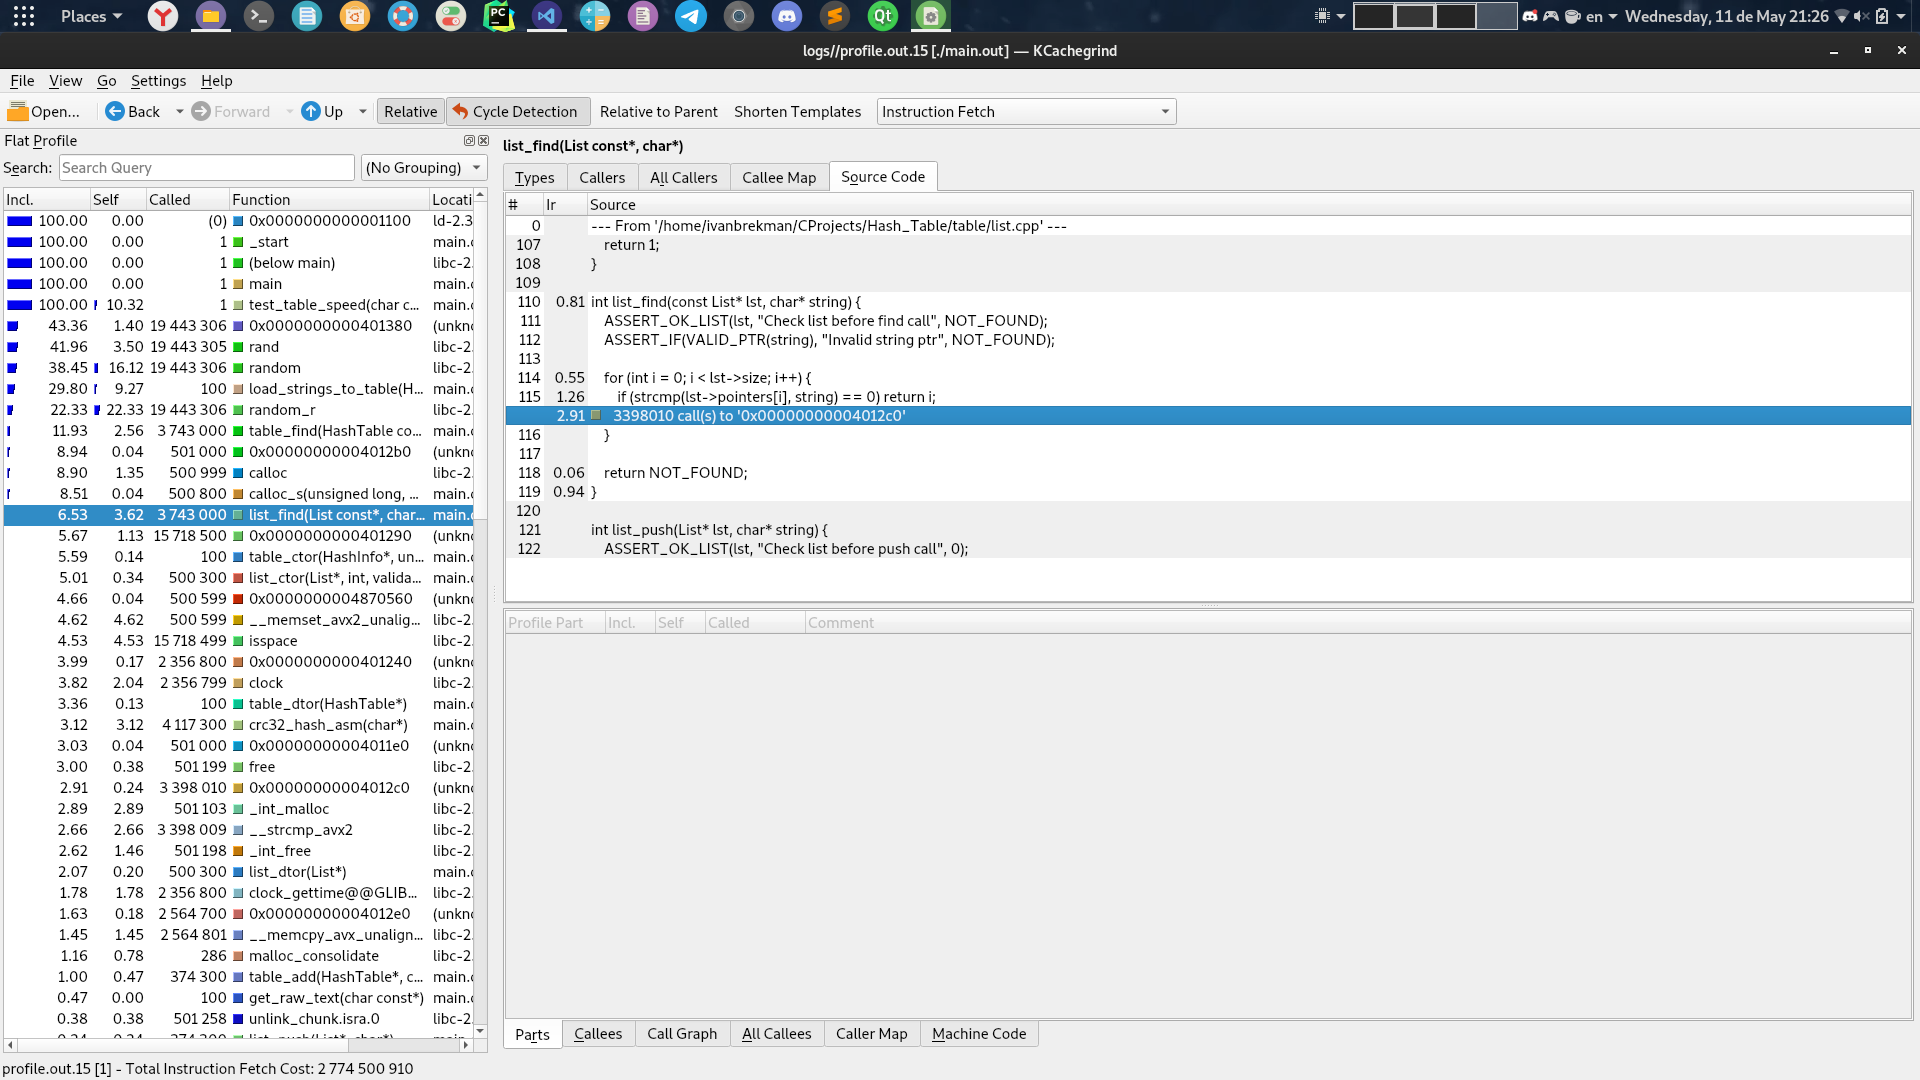 Places
en
Wednesday, 11 de May 21:26
logs//profile.out.15 [./main.out] — KCachegrind
File View Go Settings Help
Open... Back Forward Up Relative Cycle Detection Relative to Parent Shorten Templates Instruction Fetch
Flat Profile
Search: Search Query (No Grouping)
Incl. Self Called Function Locati
100.00 0.00 (0) 0x0000000000001100 ld-2.3
100.00 0.00 1 _start main.c
100.00 0.00 1 (below main) libc-2.
100.00 0.00 1 main main.c
100.00 10.32 1 test_table_speed(char c... main.c
43.36 1.40 19 443 306 0x0000000000401380 (unkno
41.96 3.50 19 443 305 rand libc-2.
38.45 16.12 19 443 306 random libc-2.
29.80 9.27 100 load_strings_to_table(H... main.c
22.33 22.33 19 443 306 random_r libc-2.
11.93 2.56 3 743 000 table_find(HashTable co... main.c
8.94 0.04 501 000 0x00000000004012b0 (unkno
8.90 1.35 500 999 calloc libc-2.
8.51 0.04 500 800 calloc_s(unsigned long, ... main.c
6.53 3.62 3 743 000 list_find(List const*, char... main.c
5.67 1.13 15 718 500 0x0000000000401290 (unkno
5.59 0.14 100 table_ctor(HashInfo*, un... main.c
5.01 0.34 500 300 list_ctor(List*, int, valida... main.c
4.66 0.04 500 599 0x0000000004870560 (unkno
4.62 4.62 500 599 __memset_avx2_unalig... libc-2.
4.53 4.53 15 718 499 isspace libc-2.
3.99 0.17 2 356 800 0x0000000000401240 (unkno
3.82 2.04 2 356 799 clock libc-2.
3.36 0.13 100 table_dtor(HashTable*) main.c
3.12 3.12 4 117 300 crc32_hash_asm(char*) main.c
3.03 0.04 501 000 0x00000000004011e0 (unkno
3.00 0.38 501 199 free libc-2.
2.91 0.24 3 398 010 0x00000000004012c0 (unkno
2.89 2.89 501 103 _int_malloc libc-2.
2.66 2.66 3 398 009 __strcmp_avx2 libc-2.
2.62 1.46 501 198 _int_free libc-2.
2.07 0.20 500 300 list_dtor(List*) main.c
1.78 1.78 2 356 800 clock_gettime@@GLIB... libc-2.
1.63 0.18 2 564 700 0x00000000004012e0 (unkno
1.45 1.45 2 564 801 __memcpy_avx_unalign... libc-2.
1.16 0.78 286 malloc_consolidate libc-2.
1.00 0.47 374 300 table_add(HashTable*, c... main.c
0.47 0.00 100 get_raw_text(char const*) main.c
0.38 0.38 501 258 unlink_chunk.isra.0 libc-2.
list_find(List const*, char*)
Types Callers All Callers Callee Map Source Code
# Ir Source
0 --- From '/home/ivanbrekman/CProjects/Hash_Table/table/list.cpp' ---
107 return 1;
108 }
109
110 0.81 int list_find(const List* lst, char* string) {
111 ASSERT_OK_LIST(lst, "Check list before find call", NOT_FOUND);
112 ASSERT_IF(VALID_PTR(string), "Invalid string ptr", NOT_FOUND);
113
114 0.55 for (int i = 0; i < lst->size; i++) {
115 1.26 if (strcmp(lst->pointers[i], string) == 0) return i;
2.91 3398010 call(s) to '0x00000000004012c0'
116 }
117
118 0.06 return NOT_FOUND;
119 0.94 }
120
121 int list_push(List* lst, char* string) {
122 ASSERT_OK_LIST(lst, "Check list before push call", 0);
Profile Part Incl. Self Called Comment
Parts Callees Call Graph All Callees Caller Map Machine Code
profile.out.15 [1] - Total Instruction Fetch Cost: 2 774 500 910